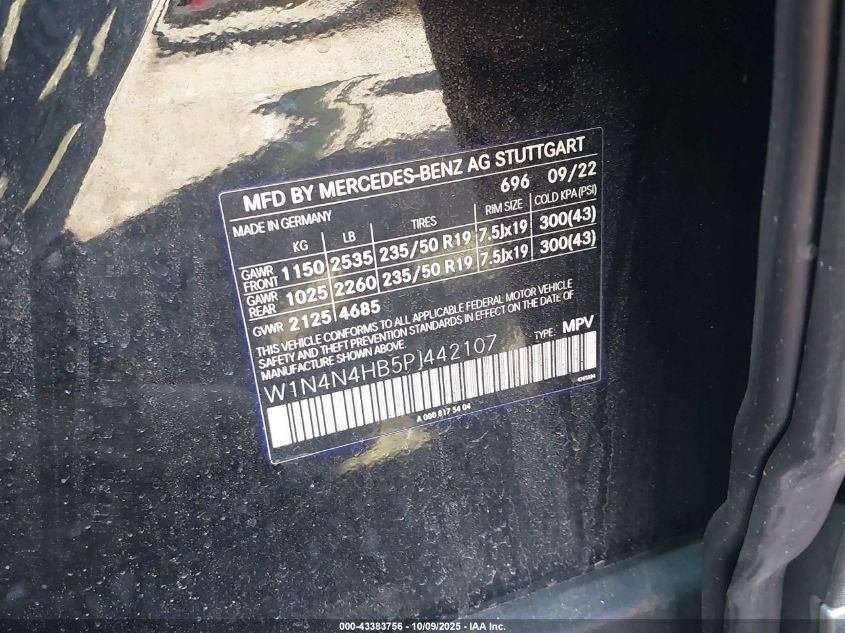 MFD BY MERCEDES-BENZ AG STUTTGART
696 09/22
MADE IN GERMANY
KG LB TIRES RIM SIZE COLD KPA(PSI)
GAWR FRONT 1150 2535 235/50 R19 7.5Jx19 300(43)
GAWR REAR 1025 2260 235/50 R19 7.5Jx19 300(43)
GVWR 2125 4685
THIS VEHICLE CONFORMS TO ALL APPLICABLE FEDERAL MOTOR VEHICLE
SAFETY AND THEFT PREVENTION STANDARDS IN EFFECT ON THE DATE OF
MANUFACTURE SHOWN ABOVE.
W1N4N4HB5PJ442107 TYPE: MPV
A 000 817 54 04
000-43383756 - 10/09/2025 - IAA Inc.